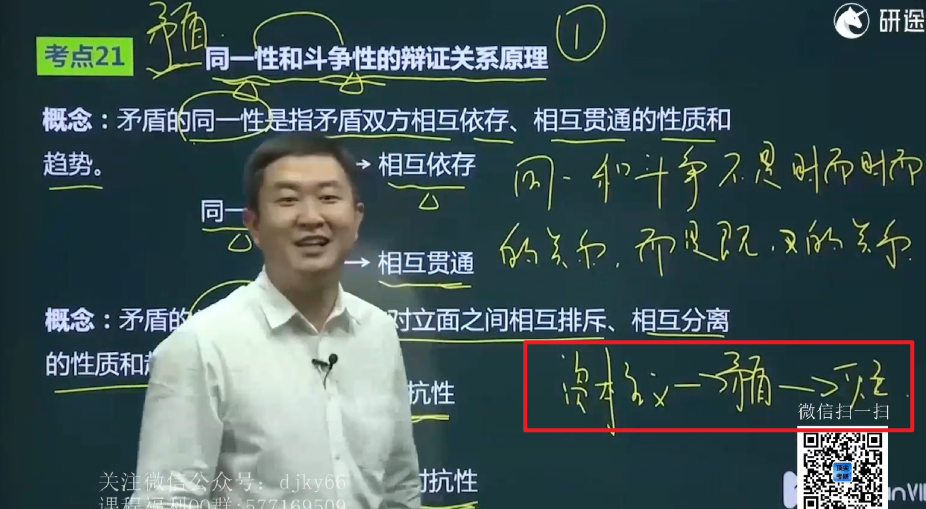 研途
矛盾 ①
考点21 同一性和斗争性的辩证关系原理
概念：矛盾的同一性是指矛盾双方相互依存、相互贯通的性质和
趋势。
→ 相互依存
同一
→ 相互贯通
同一和斗争不是时而时而
的关系，而是既又的关系
概念：矛盾的 对立面之间相互排斥、相互分离
的性质和
抗性
对抗性
资本主义→矛盾→灭亡
微信扫一扫
关注微信公众号：djky66
课程福利QQ群：577169509